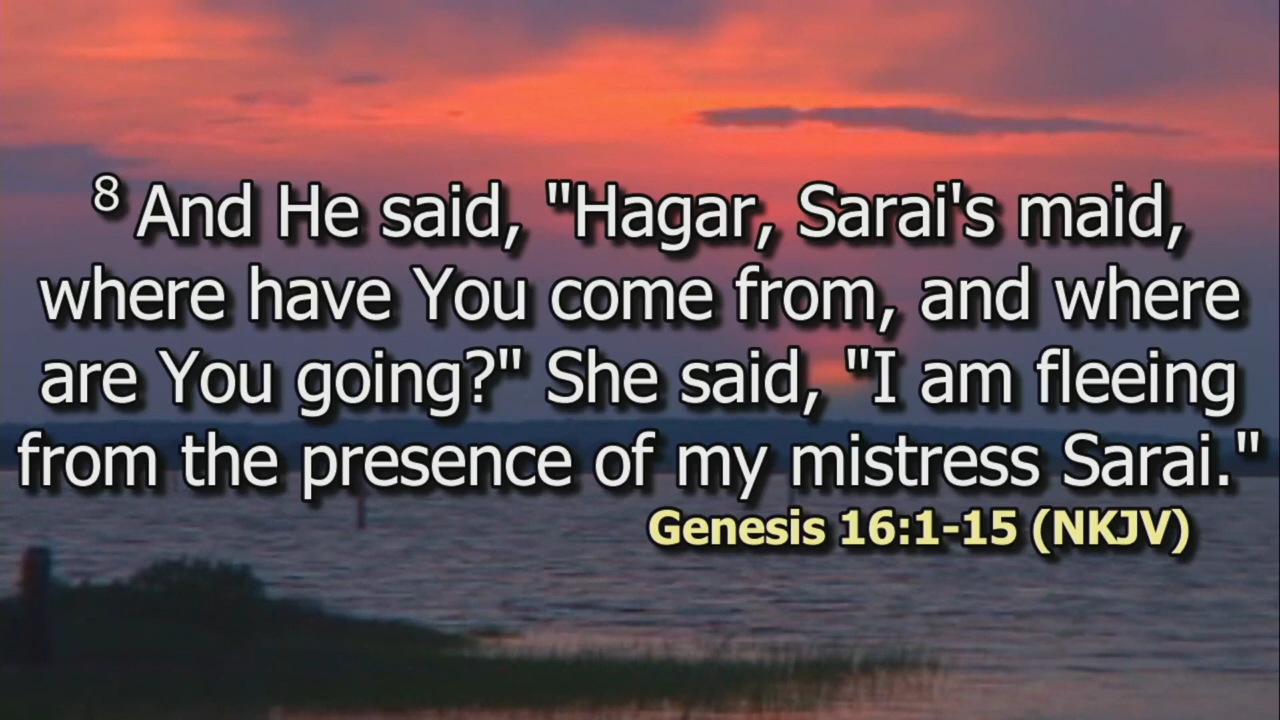 8 And He said, "Hagar, Sarai's maid,
where have You come from, and where
are You going?" She said, "I am fleeing
from the presence of my mistress Sarai."
Genesis 16:1-15 (NKJV)